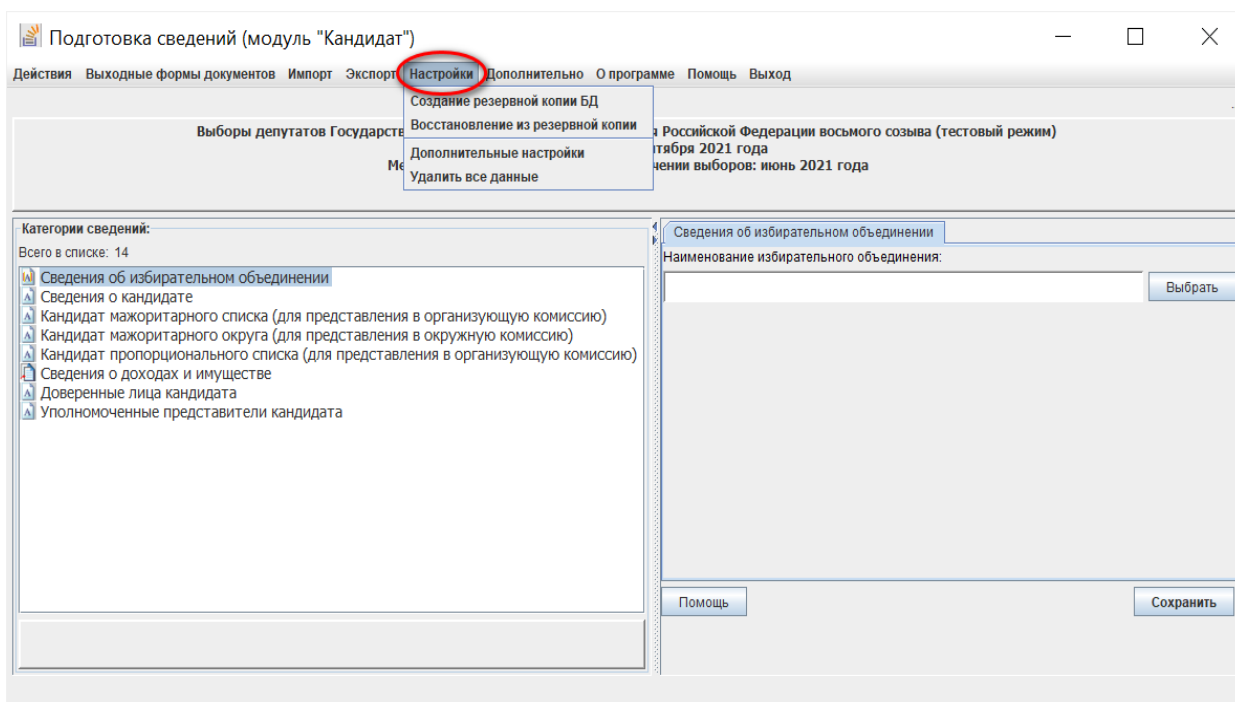 Подготовка сведений (модуль "Кандидат")
Действия Выходные формы документов Импорт Экспорт Настройки Дополнительно О программе Помощь Выход
Создание резервной копии БД
Восстановление из резервной копии
Дополнительные настройки
Удалить все данные
Выборы депутатов Государств Российской Федерации восьмого созыва (тестовый режим)
2021 года
выборов: июнь 2021 года
Категории сведений:
Всего в списке: 14
Сведения об избирательном объединении
Сведения о кандидате
Кандидат мажоритарного списка (для представления в организующую комиссию)
Кандидат мажоритарного округа (для представления в окружную комиссию)
Кандидат пропорционального списка (для представления в организующую комиссию)
Сведения о доходах и имуществе
Доверенные лица кандидата
Уполномоченные представители кандидата
Сведения об избирательном объединении
Наименование избирательного объединения:
Выбрать
Помощь
Сохранить